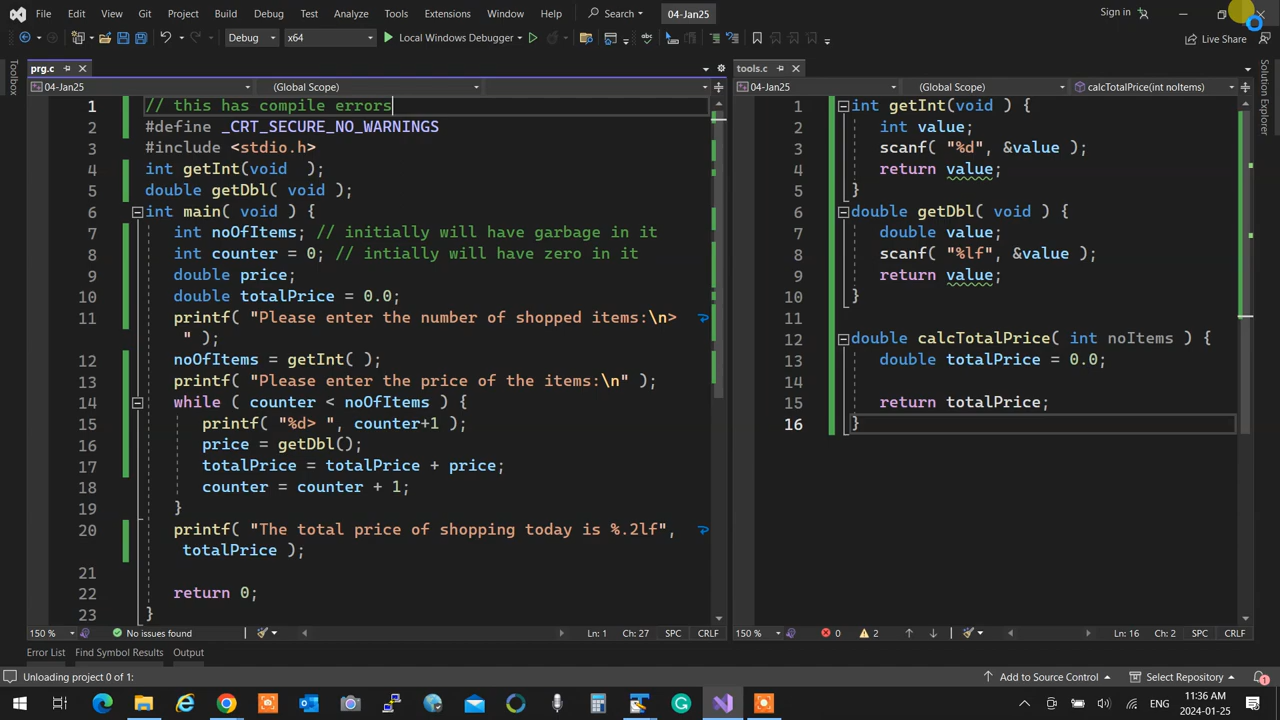 File Edit View Git Project Build Debug Test Analyze Tools Extensions Window Help Search 04-Jan25 Sign in
Debug x64 Local Windows Debugger Live Share
Toolbox
prg.c
04-Jan25 (Global Scope)
1 // this has compile errors
2 #define _CRT_SECURE_NO_WARNINGS
3 #include <stdio.h>
4 int getInt(void  );
5 double getDbl( void );
6 int main( void ) {
7 int noOfItems; // initially will have garbage in it
8 int counter = 0; // intially will have zero in it
9 double price;
10 double totalPrice = 0.0;
11 printf( "Please enter the number of shopped items:\n>
" );
12 noOfItems = getInt( );
13 printf( "Please enter the price of the items:\n" );
14 while ( counter < noOfItems ) {
15 printf( "%d> ", counter+1 );
16 price = getDbl();
17 totalPrice = totalPrice + price;
18 counter = counter + 1;
19 }
20 printf( "The total price of shopping today is %.2lf",
totalPrice );
21
22 return 0;
23 }
150 % No issues found Ln: 1 Ch: 27 SPC CRLF
tools.c
04-Jan25 (Global Scope) calcTotalPrice(int noItems)
1 int getInt(void ) {
2 int value;
3 scanf( "%d", &value );
4 return value;
5 }
6 double getDbl( void ) {
7 double value;
8 scanf( "%lf", &value );
9 return value;
10 }
11
12 double calcTotalPrice( int noItems ) {
13 double totalPrice = 0.0;
14
15 return totalPrice;
16 }
150 % 0 2 Ln: 16 Ch: 2 SPC CRLF
Solution Explorer
Error List Find Symbol Results Output
Unloading project 0 of 1: Add to Source Control Select Repository 1
ENG 11:36 AM
2024-01-25